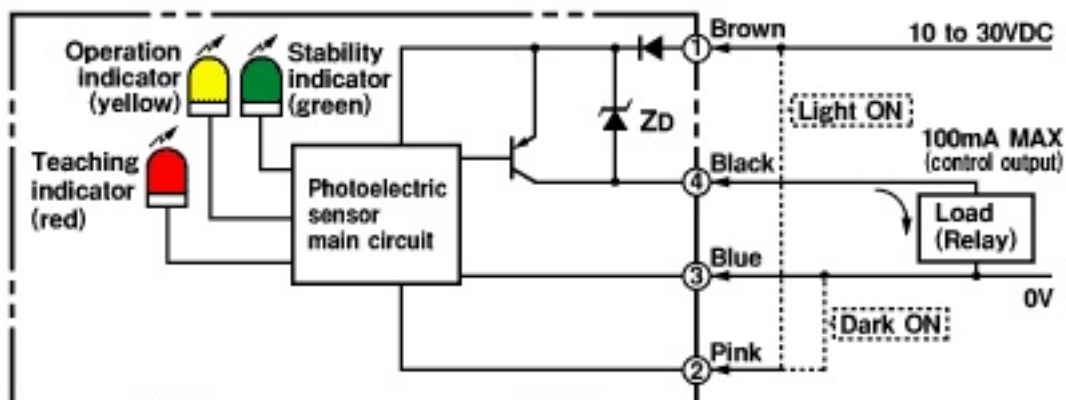 Operation
indicator
(yellow)
Stability
indicator
(green)
Teaching
indicator
(red)
Photoelectric
sensor
main circuit
ZD
1
Brown
10 to 30VDC
Light ON
100mA MAX
(control output)
4
Black
Load
(Relay)
3
Blue
0V
Dark ON
2
Pink